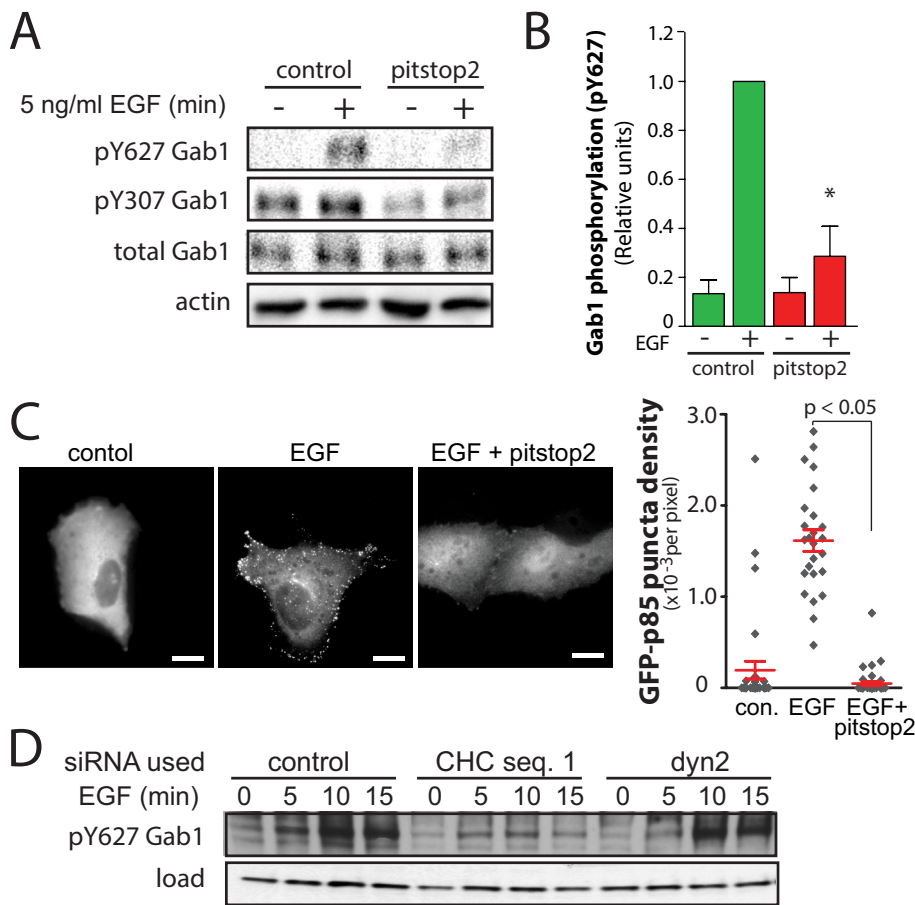 A
control pitstop2
5 ng/ml EGF (min) - + - +
pY627 Gab1
pY307 Gab1
total Gab1
actin
B
Gab1 phosphorylation (pY627)
(Relative units)
1.2
1.0
0.8
0.6
0.4
0.2
0
*
EGF - + - +
control pitstop2
C
contol EGF EGF + pitstop2
GFP-p85 puncta density
(x10-3 per pixel)
3.0
2.0
1.0
0
p < 0.05
con. EGF EGF+
pitstop2
D
siRNA used control CHC seq. 1 dyn2
EGF (min) 0 5 10 15 0 5 10 15 0 5 10 15
pY627 Gab1
load